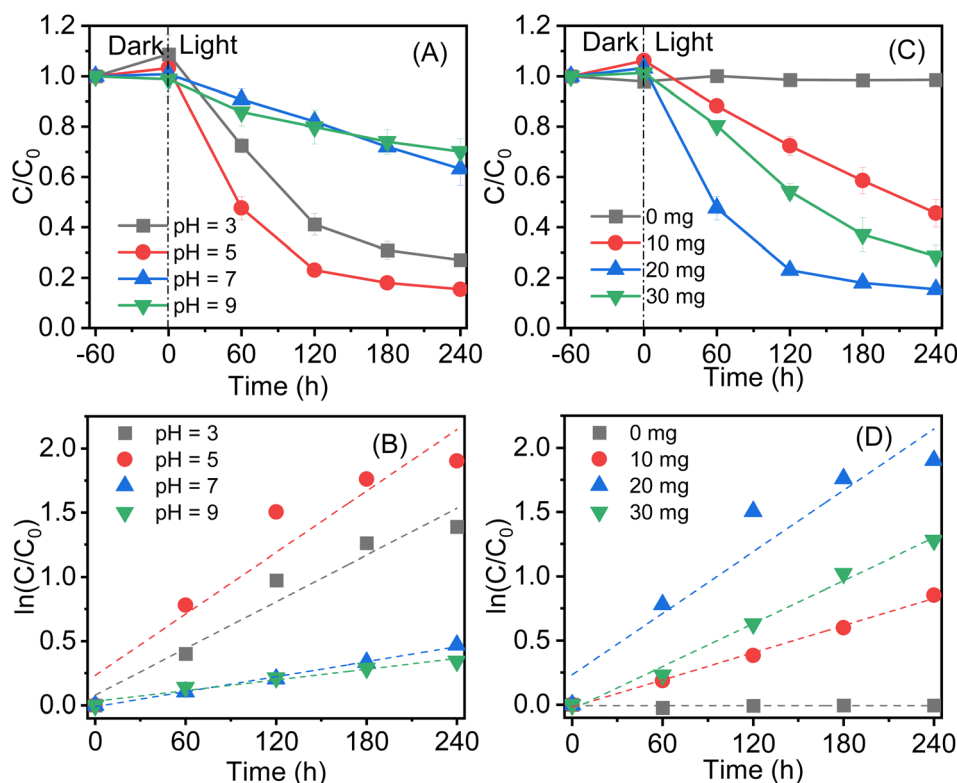 (A)
Dark Light
C/C0
1.2
1.0
0.8
0.6
0.4
0.2
0.0
pH = 3
pH = 5
pH = 7
pH = 9
-60 0 60 120 180 240
Time (h)
(C)
Dark Light
C/C0
1.2
1.0
0.8
0.6
0.4
0.2
0.0
0 mg
10 mg
20 mg
30 mg
-60 0 60 120 180 240
Time (h)
(B)
ln(C/C0)
2.0
1.5
1.0
0.5
0.0
pH = 3
pH = 5
pH = 7
pH = 9
0 60 120 180 240
Time (h)
(D)
ln(C/C0)
2.0
1.5
1.0
0.5
0.0
0 mg
10 mg
20 mg
30 mg
0 60 120 180 240
Time (h)